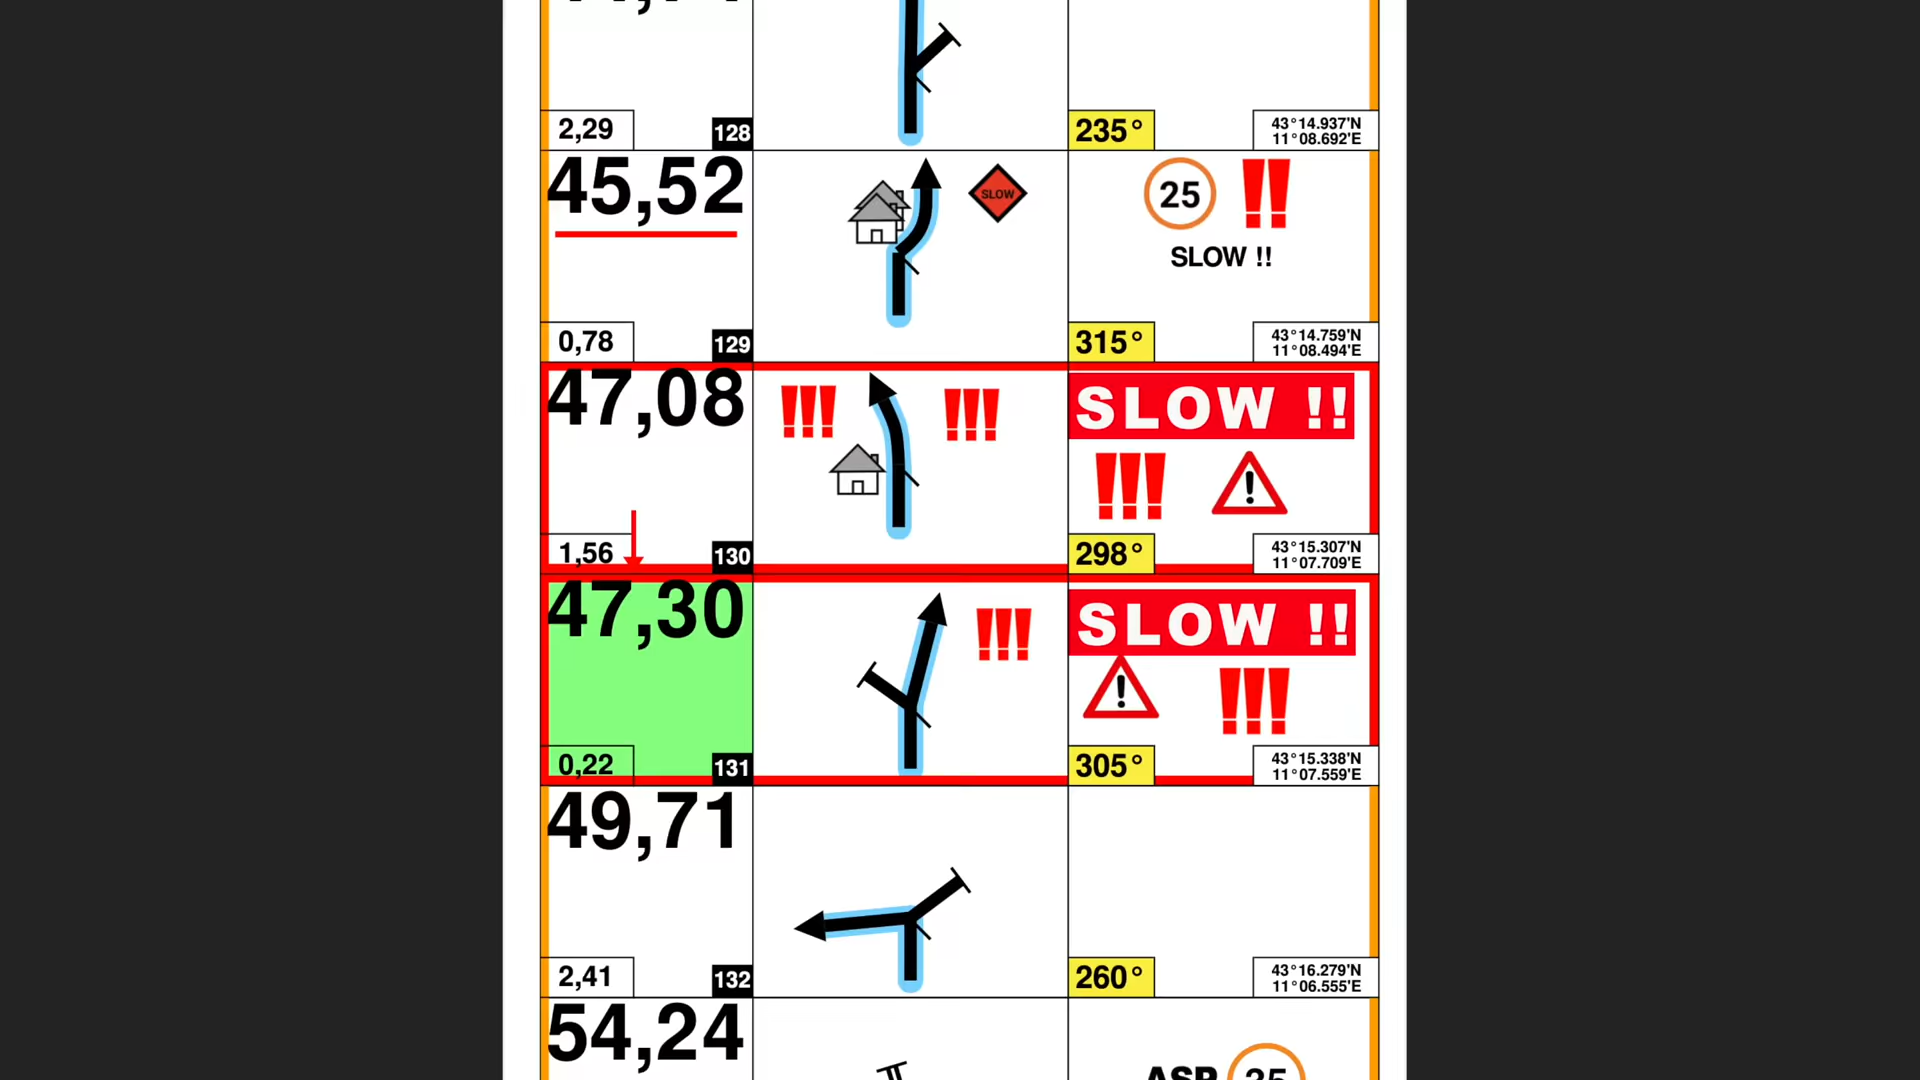 2,29
128
235°
43°14.937'N
11°08.692'E
45,52
SLOW
25
!!
SLOW !!
0,78
129
315°
43°14.759'N
11°08.494'E
47,08
!!!
!!!
SLOW !!
!!!
!
1,56
130
298°
43°15.307'N
11°07.709'E
47,30
!!!
SLOW !!
!
!!!
0,22
131
305°
43°15.338'N
11°07.559'E
49,71
2,41
132
260°
43°16.279'N
11°06.555'E
54,24
ASP